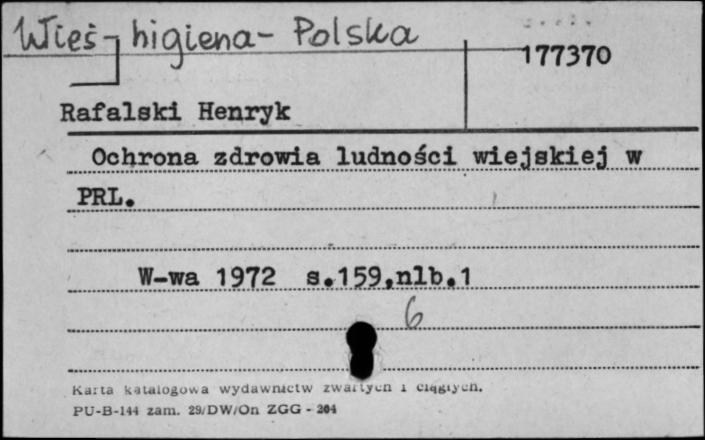 Wieś - higiena - Polska
177370
Rafalski Henryk
Ochrona zdrowia ludności wiejskiej w
PRL.
W-wa 1972 s.159,nlb.1
6
Karta katalogowa wydawnictw zwartych i ciągłych.
PU-B-144 zam. 29/DW/On ZGG - 204